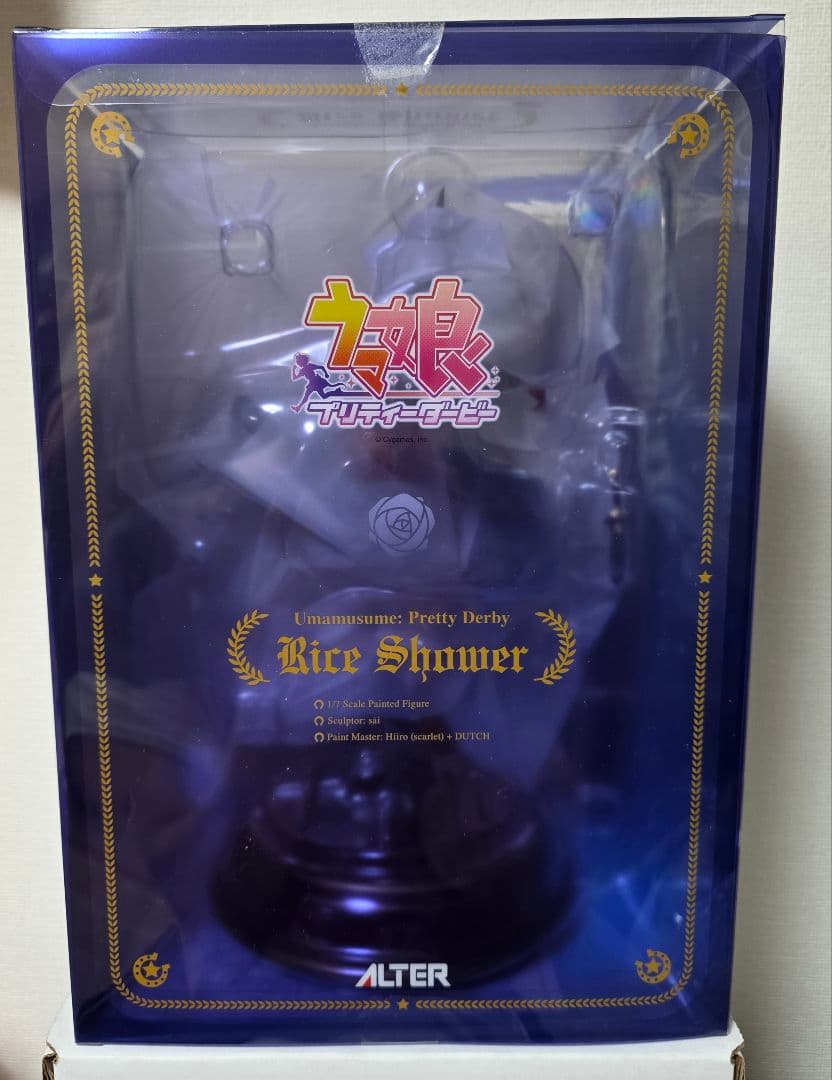 ウマ娘
プリティーダービー
© Cygames, Inc.
Umamusume: Pretty Derby
Rice Shower
1/7 Scale Painted Figure
Sculptor: sai
Paint Master: Hiiro (scarlet) + DUTCH
ALTER